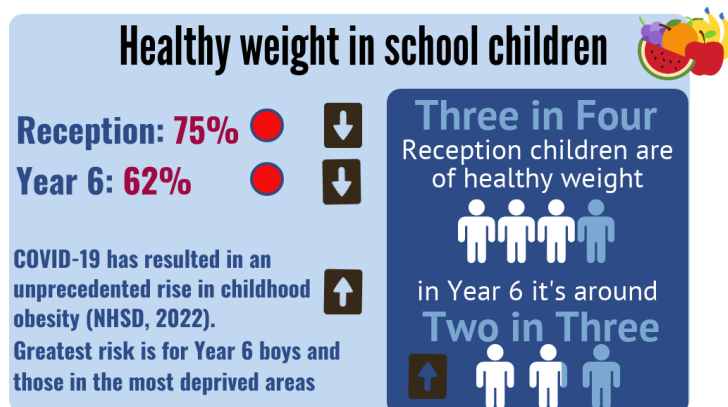 Healthy weight in school children
Reception: 75%
Year 6: 62%
COVID-19 has resulted in an
unprecedented rise in childhood
obesity (NHSD, 2022).
Greatest risk is for Year 6 boys and
those in the most deprived areas
Three in Four
Reception children are
of healthy weight
in Year 6 it's around
Two in Three